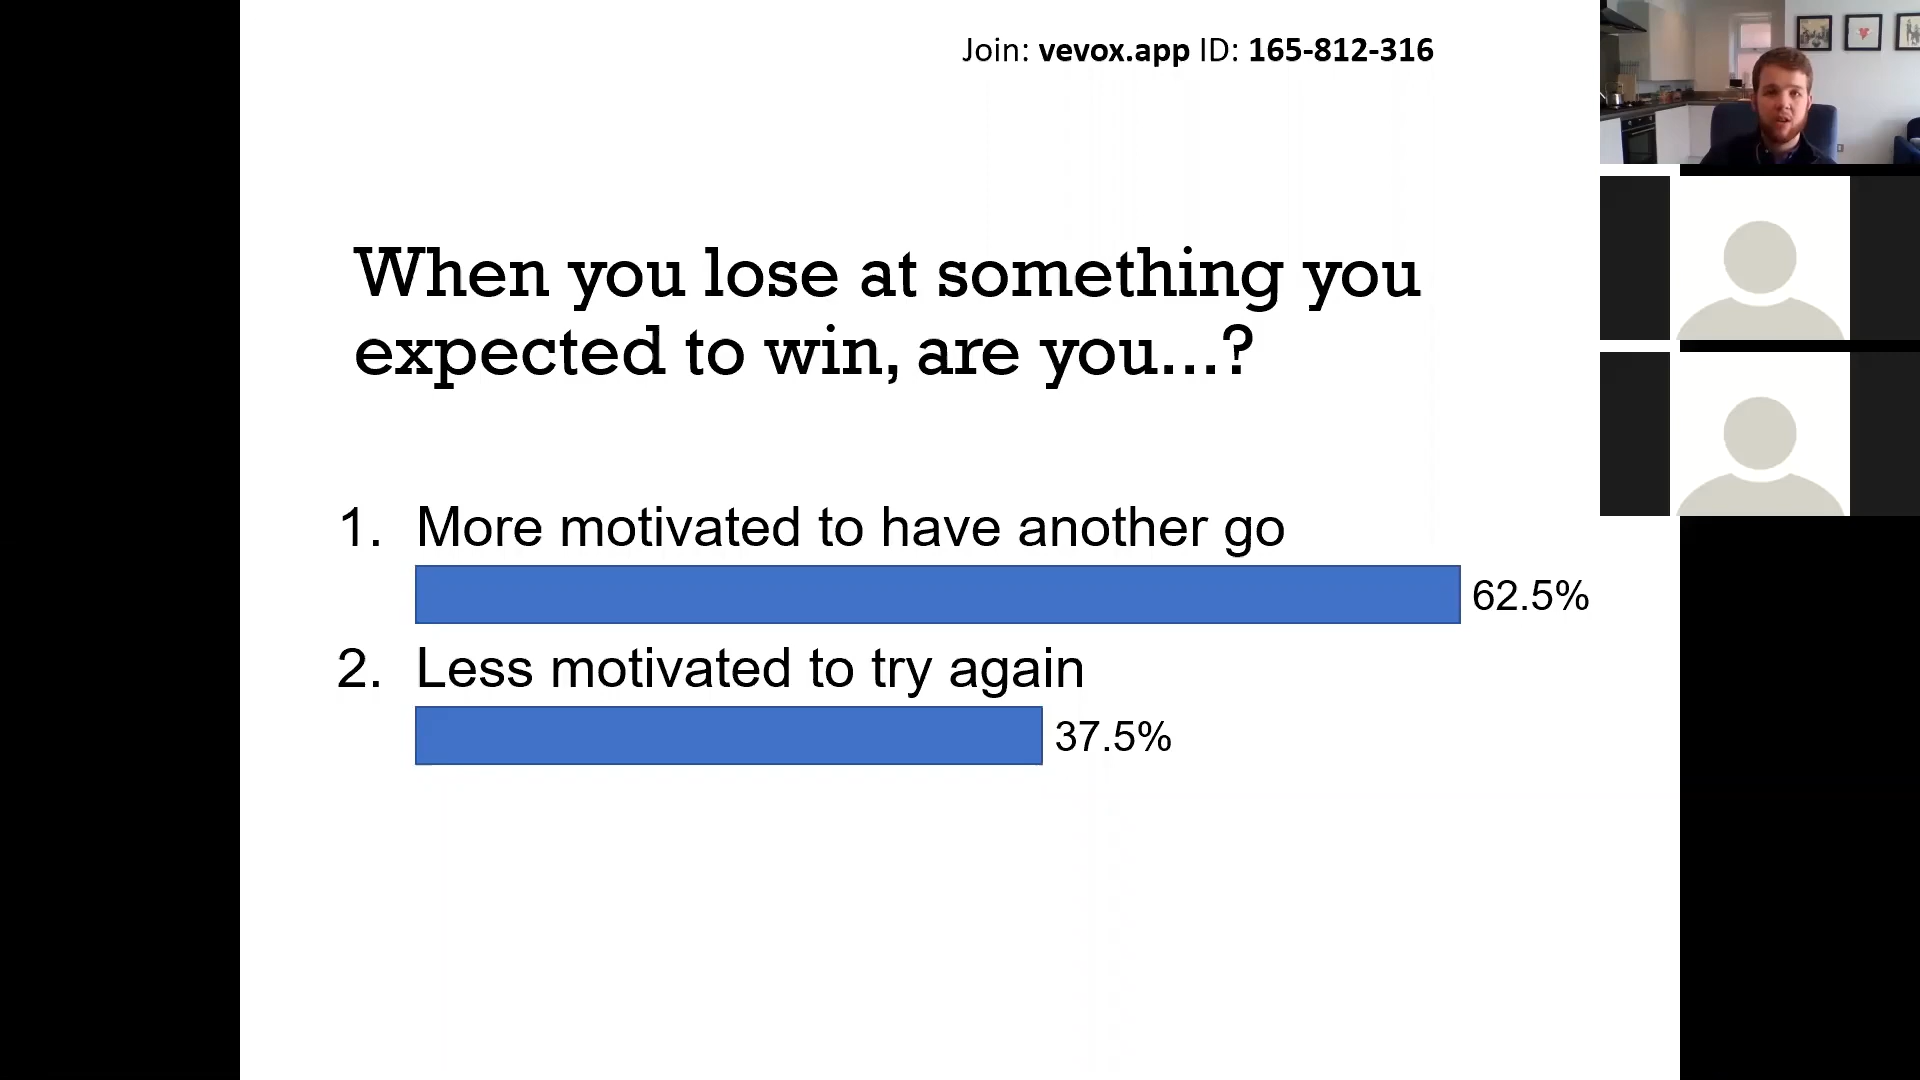 Join: vevox.app ID: 165-812-316
When you lose at something you
expected to win, are you...?
1. More motivated to have another go
62.5%
2. Less motivated to try again
37.5%